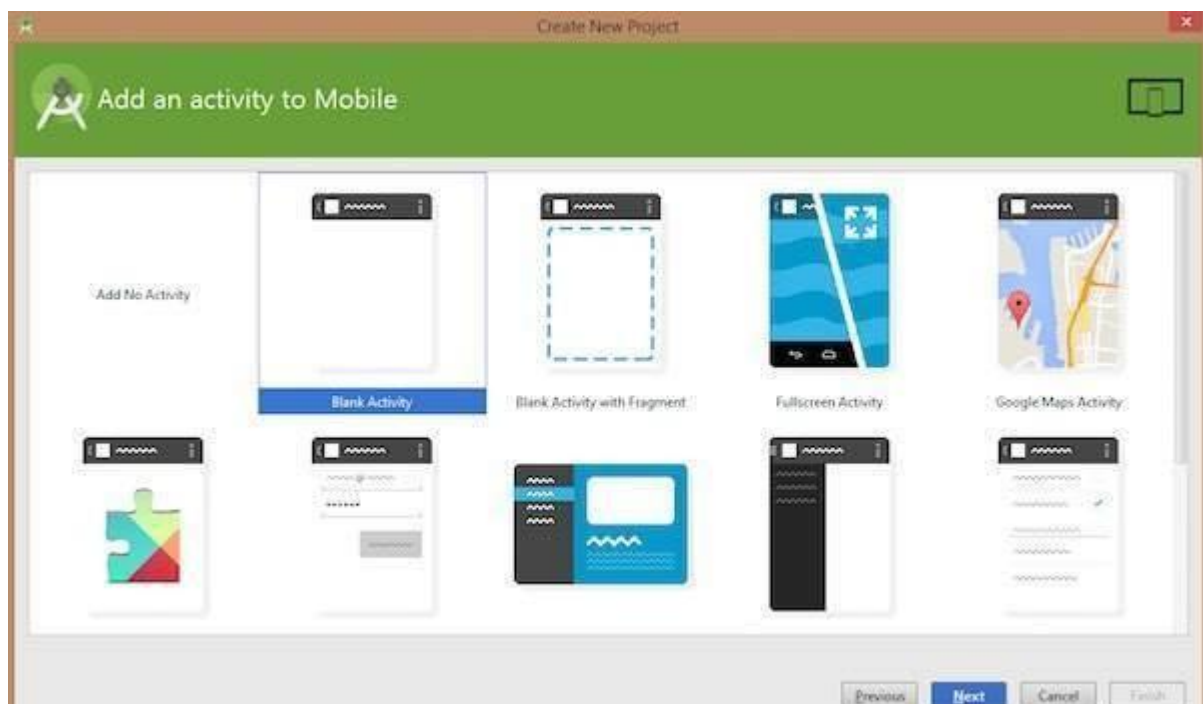 Create New Project
Add an activity to Mobile
Add No Activity
Blank Activity
Blank Activity with Fragment
Fullscreen Activity
Google Maps Activity
Previous
Next
Cancel
Finish